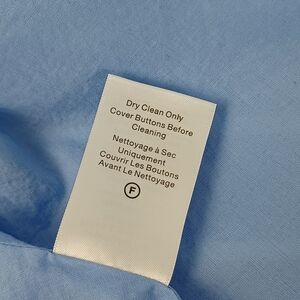 Dry Clean Only
Cover Buttons Before
Cleaning
Nettoyage à Sec
Uniquement
Couvrir Les Boutons
Avant Le Nettoyage
F